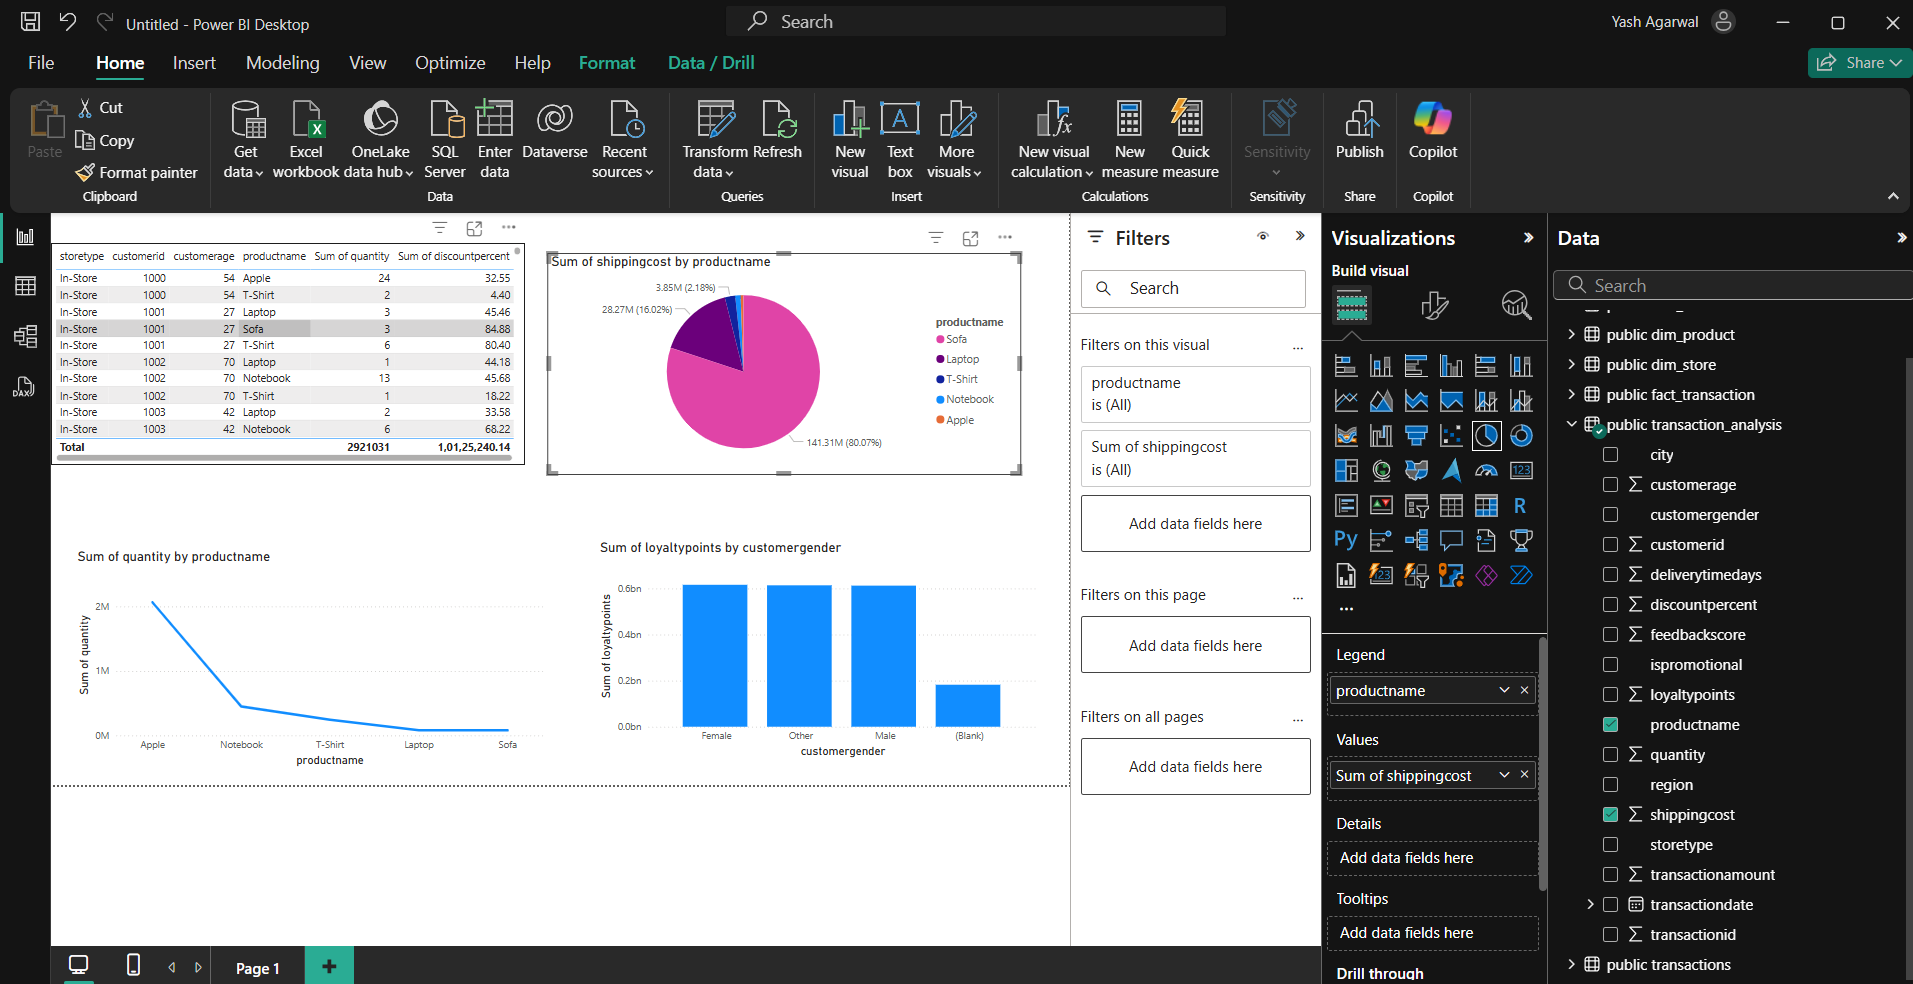 Untitled - Power BI Desktop
Search
Yash Agarwal
File
Home
Insert
Modeling
View
Optimize
Help
Format
Data / Drill
Share
Paste
Cut
Copy
Format painter
Clipboard
Get data
Excel workbook
OneLake data hub
SQL Server
Enter data
Dataverse
Recent sources
Data
Transform data
Refresh
Queries
New visual
Text box
More visuals
Insert
New visual calculation
New measure
Quick measure
Calculations
Sensitivity
Sensitivity
Publish
Share
Copilot
Copilot
storetype customerid customerage productname Sum of quantity Sum of discountpercent
In-Store 1000 54 Apple 24 32.55
In-Store 1000 54 T-Shirt 2 4.40
In-Store 1001 27 Laptop 3 45.46
In-Store 1001 27 Sofa 3 84.88
In-Store 1001 27 T-Shirt 6 80.40
In-Store 1002 70 Laptop 1 44.18
In-Store 1002 70 Notebook 13 45.68
In-Store 1002 70 T-Shirt 1 18.22
In-Store 1003 42 Laptop 2 33.58
In-Store 1003 42 Notebook 6 68.22
Total 2921031 1,01,25,240.14
Sum of shippingcost by productname
3.85M (2.18%)
28.27M (16.02%)
141.31M (80.07%)
productname
Sofa
Laptop
T-Shirt
Notebook
Apple
Sum of quantity by productname
Sum of quantity
2M
1M
0M
Apple Notebook T-Shirt Laptop Sofa
productname
Sum of loyaltypoints by customergender
Sum of loyaltypoints
0.6bn
0.4bn
0.2bn
0.0bn
Female Other Male (Blank)
customergender
Filters
Search
Filters on this visual
productname
is (All)
Sum of shippingcost
is (All)
Add data fields here
Filters on this page
Add data fields here
Filters on all pages
Add data fields here
Visualizations
Build visual
123
R
Py
123
Legend
productname
Values
Sum of shippingcost
Details
Add data fields here
Tooltips
Add data fields here
Drill through
Data
Search
public dim_product
public dim_store
public fact_transaction
public transaction_analysis
city
customerage
customergender
customerid
deliverytimedays
discountpercent
feedbackscore
ispromotional
loyaltypoints
productname
quantity
region
shippingcost
storetype
transactionamount
transactiondate
transactionid
public transactions
DAX
Page 1